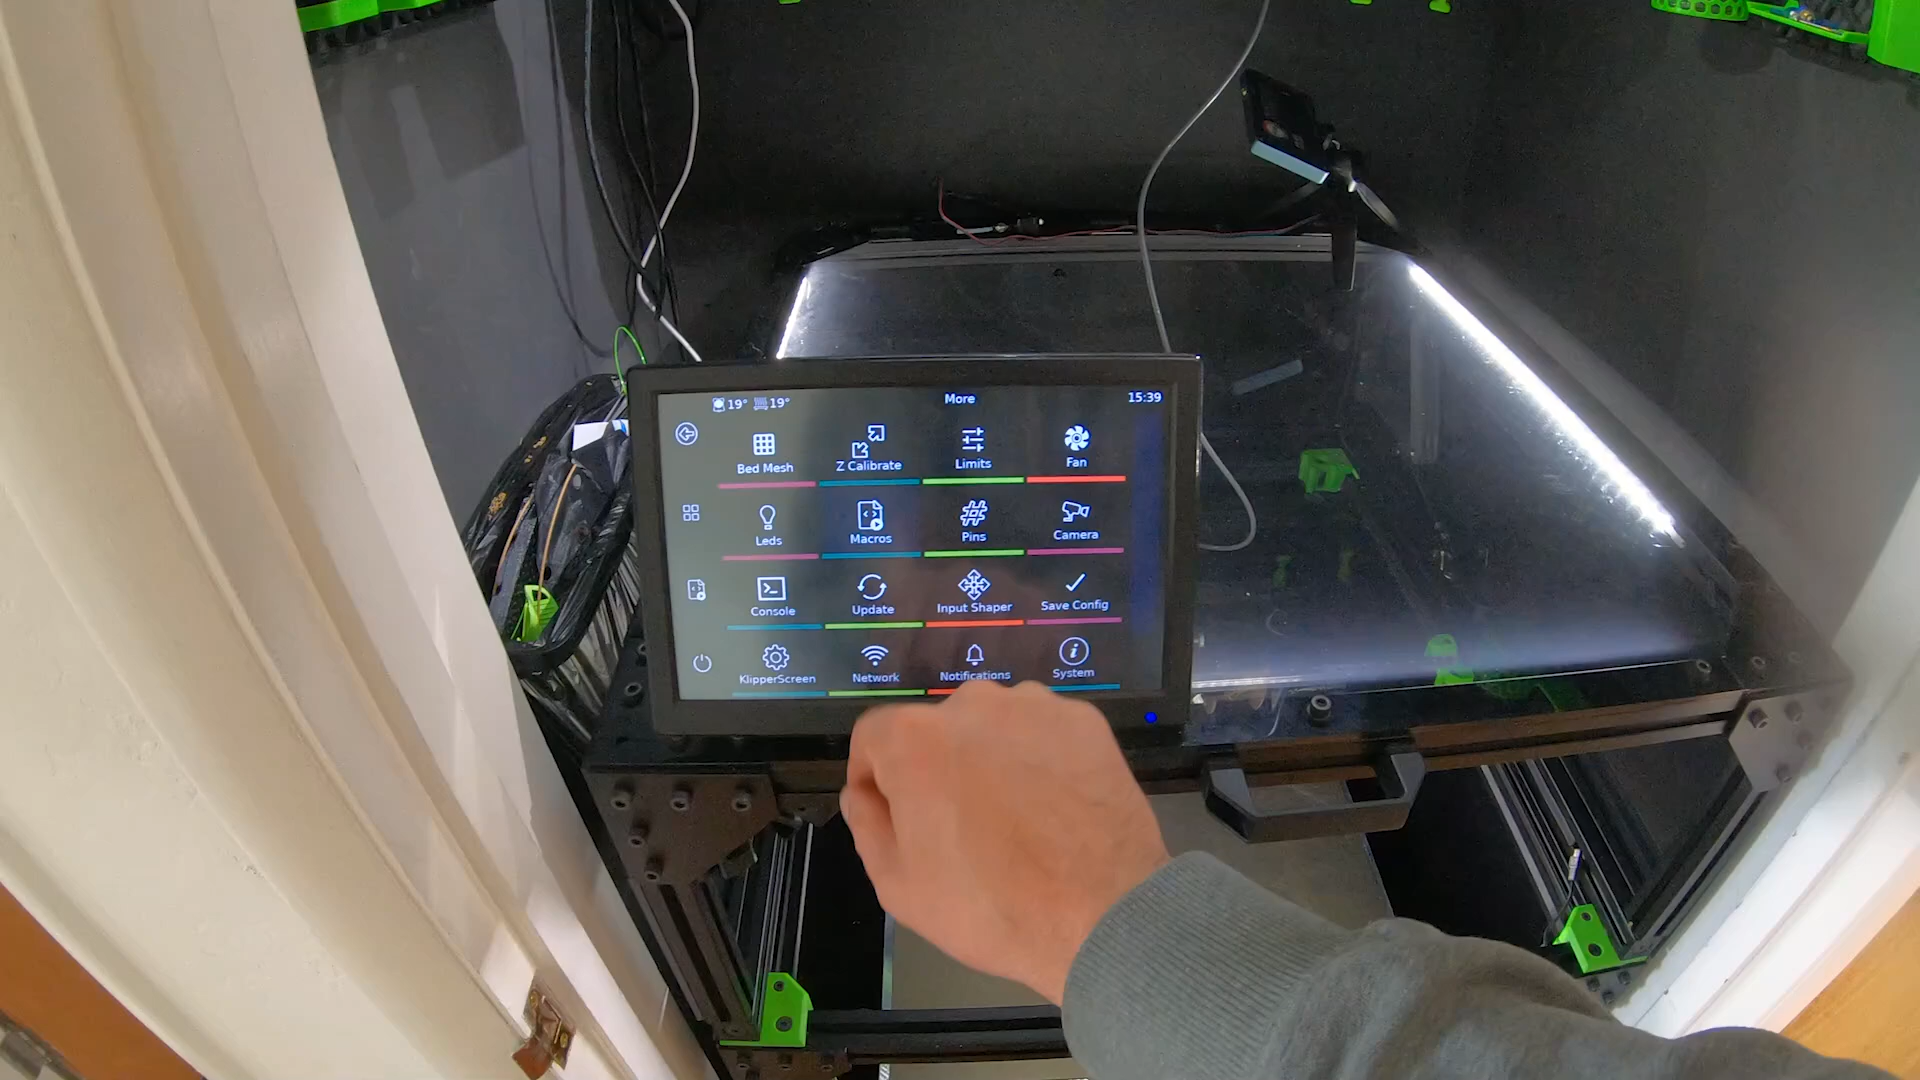 19° 19° More 15:39
Bed Mesh Z Calibrate Limits Fan
Leds Macros Pins Camera
Console Update Input Shaper Save Config
KlipperScreen Network Notifications System